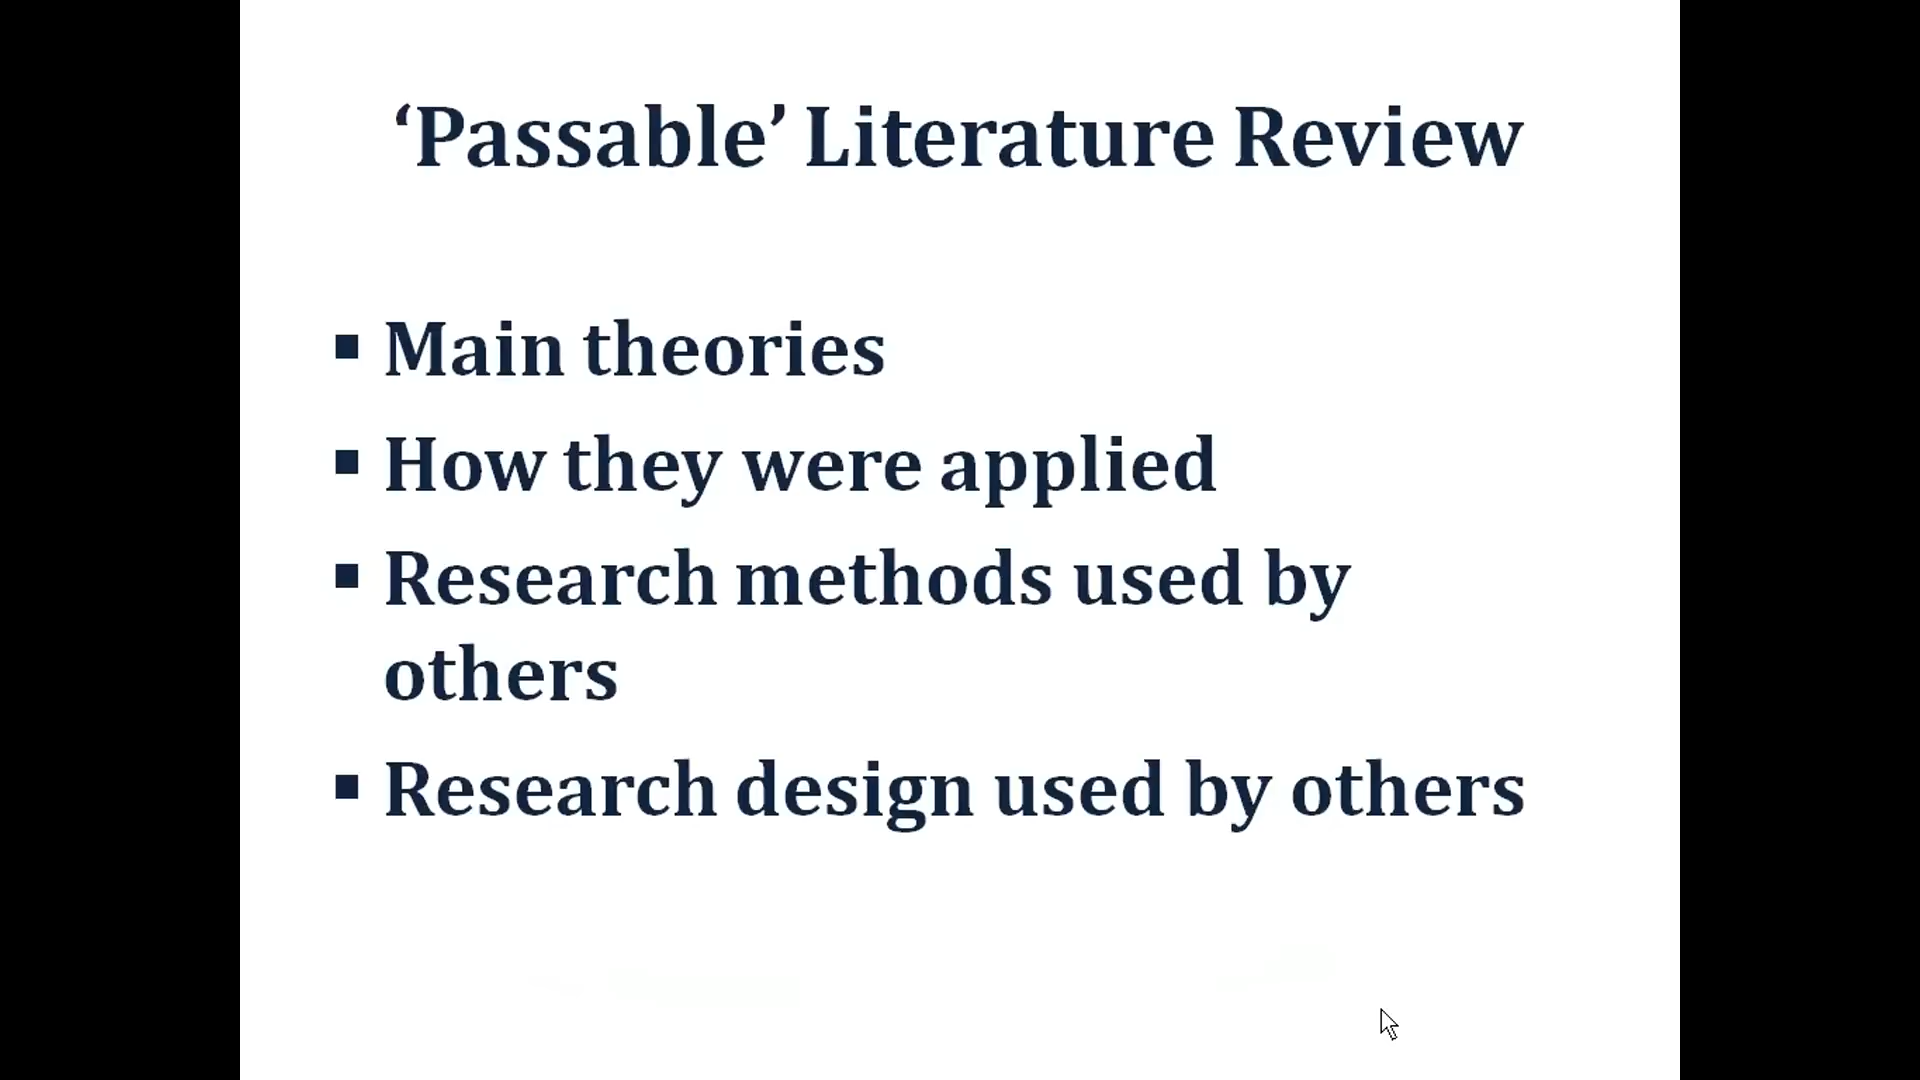 ‘Passable’ Literature Review
▪ Main theories
▪ How they were applied
▪ Research methods used by
others
▪ Research design used by others